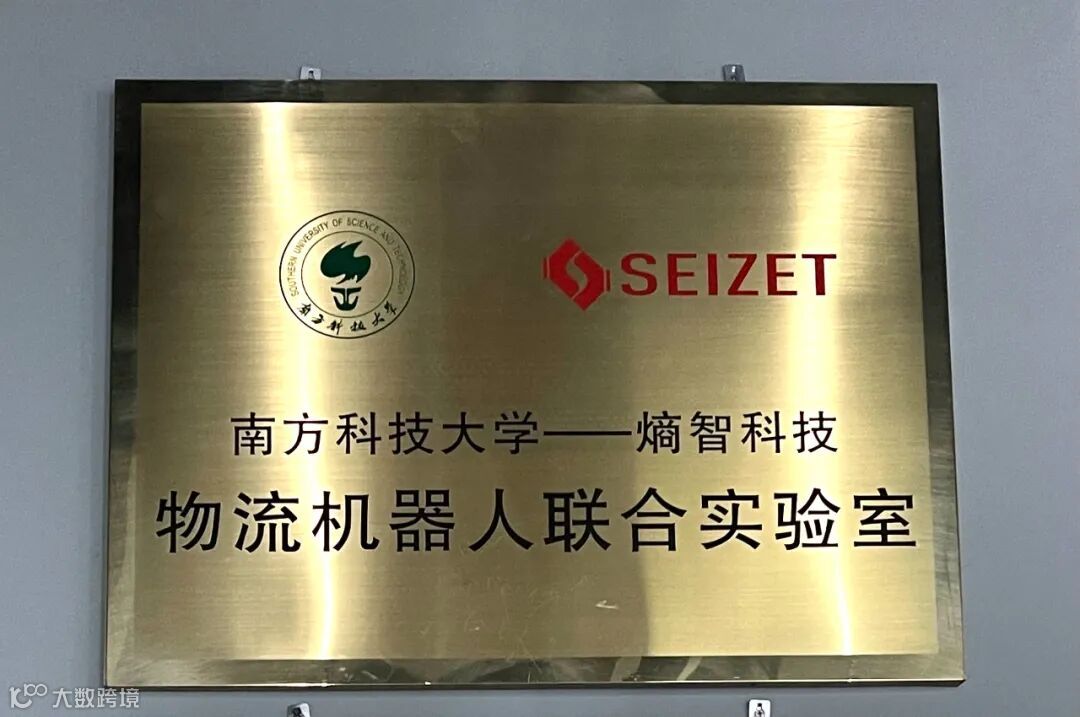 SOUTHERN UNIVERSITY OF SCIENCE AND TECHNOLOGY
南方科技大学
SEIZET
南方科技大学——熵智科技
物流机器人联合实验室
大数跨境